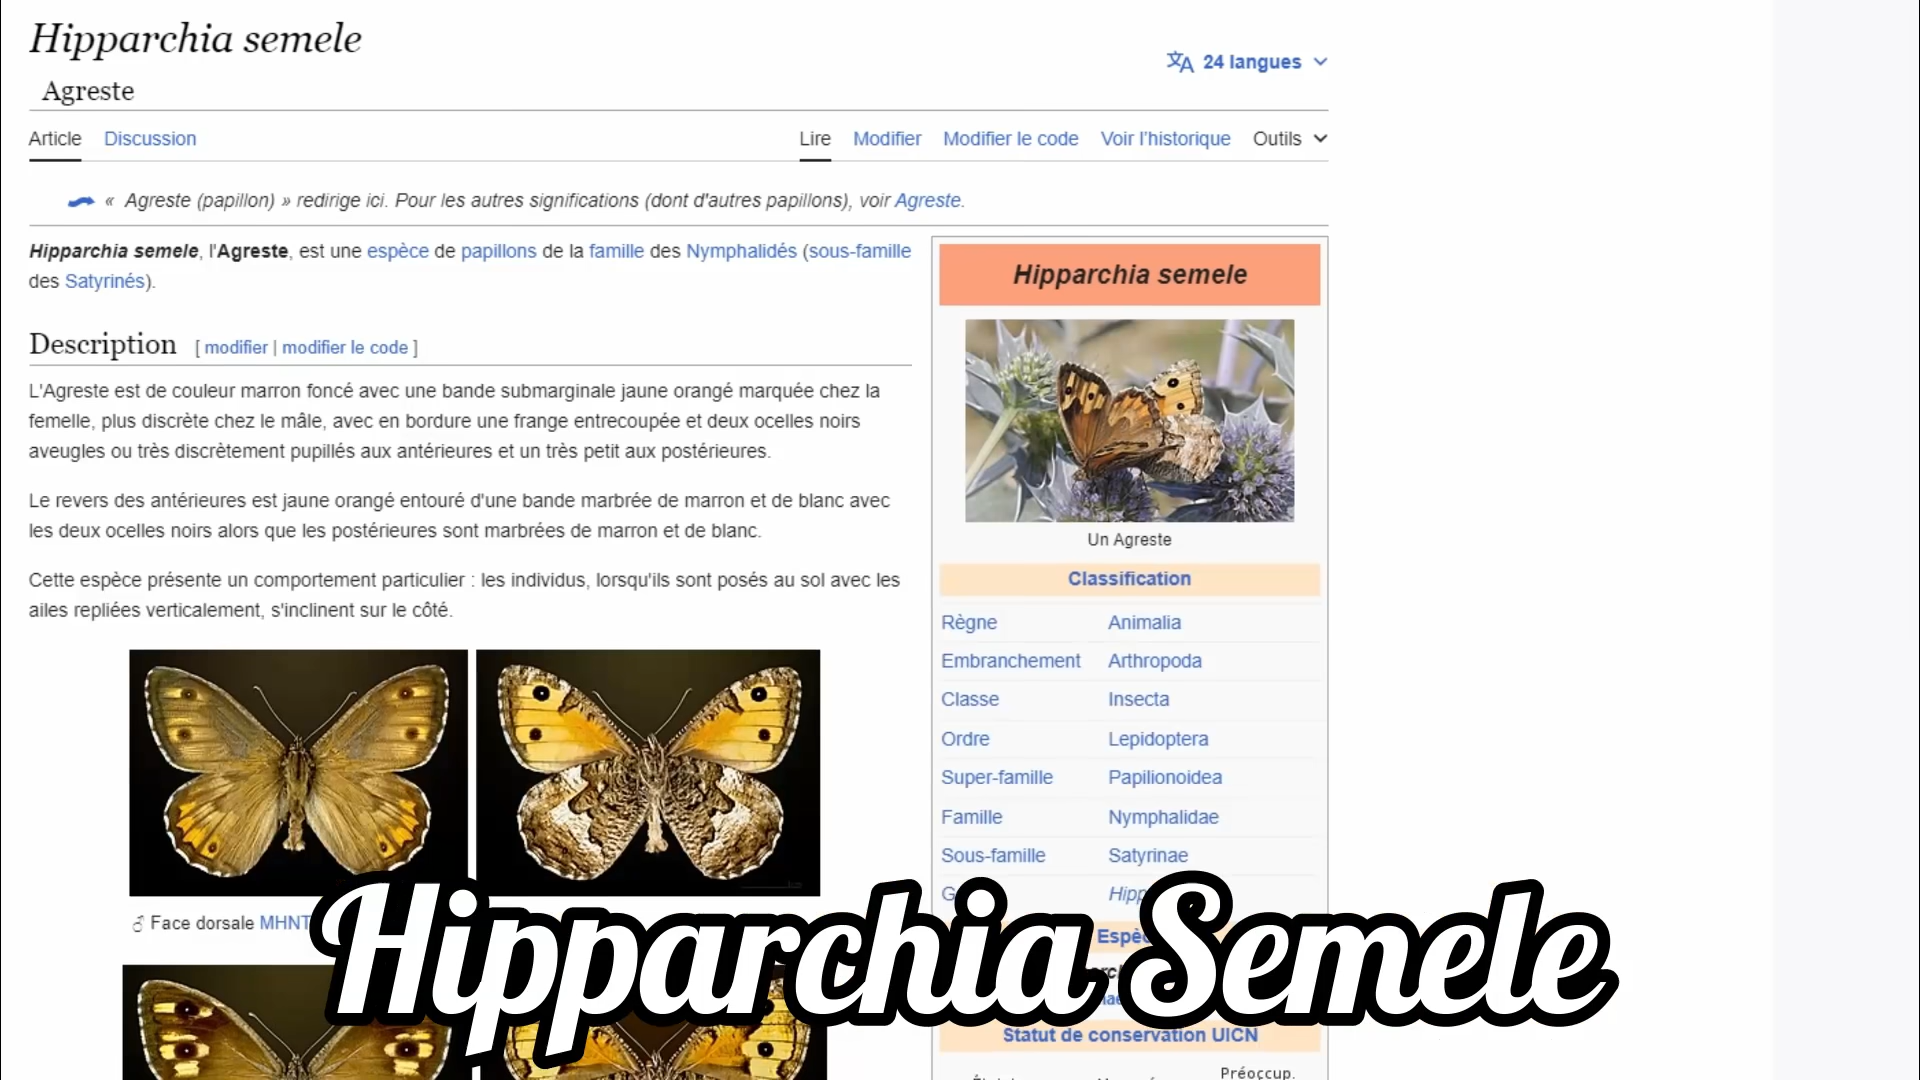 Hipparchia semele
24 langues
Agreste
Article Discussion Lire Modifier Modifier le code Voir l'historique Outils
« Agreste (papillon) » redirige ici. Pour les autres significations (dont d'autres papillons), voir Agreste.
Hipparchia semele, l'Agreste, est une espèce de papillons de la famille des Nymphalidés (sous-famille
des Satyrinés).
Description [ modifier | modifier le code ]
L'Agreste est de couleur marron foncé avec une bande submarginale jaune orangé marquée chez la
femelle, plus discrète chez le mâle, avec en bordure une frange entrecoupée et deux ocelles noirs
aveugles ou très discrètement pupillés aux antérieures et un très petit aux postérieures.
Le revers des antérieures est jaune orangé entouré d'une bande marbrée de marron et de blanc avec
les deux ocelles noirs alors que les postérieures sont marbrées de marron et de blanc.
Cette espèce présente un comportement particulier : les individus, lorsqu'ils sont posés au sol avec les
ailes repliées verticalement, s'inclinent sur le côté.
♂ Face dorsale MHNT
Hipparchia semele
Un Agreste
Classification
Règne Animalia
Embranchement Arthropoda
Classe Insecta
Ordre Lepidoptera
Super-famille Papilionoidea
Famille Nymphalidae
Sous-famille Satyrinae
Hipparchia Semele
Statut de conservation UICN
Préoccup.